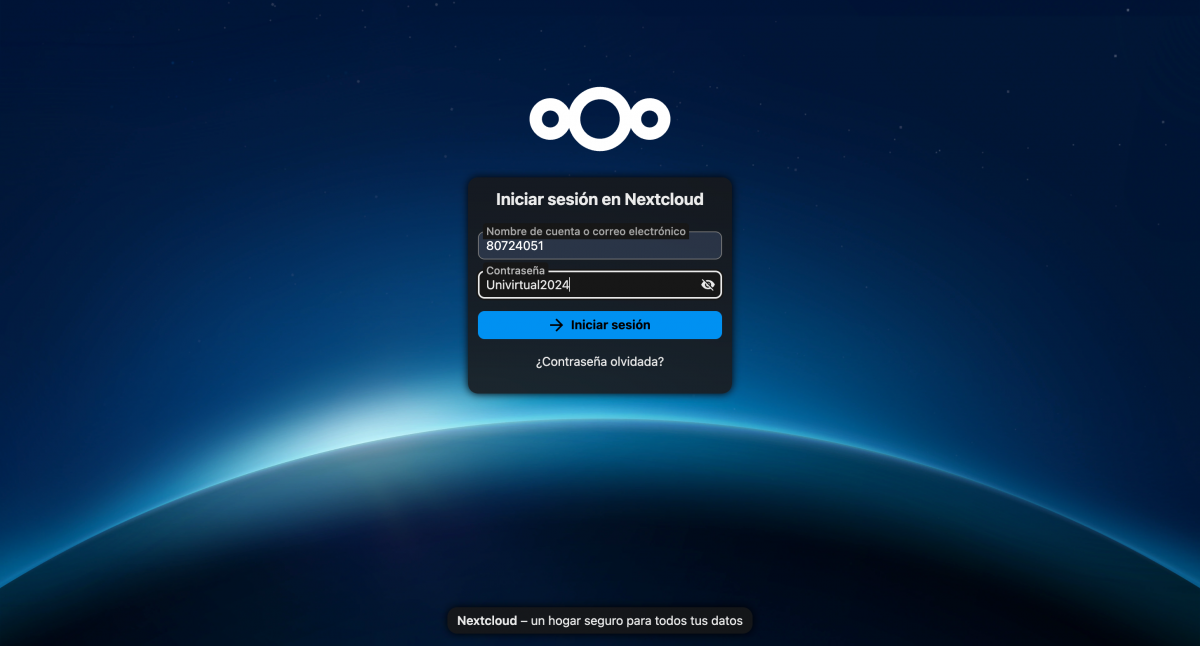 Iniciar sesión en Nextcloud
Nombre de cuenta o correo electrónico
80724051
Contraseña
Univirtual2024
→ Iniciar sesión
¿Contraseña olvidada?
Nextcloud – un hogar seguro para todos tus datos